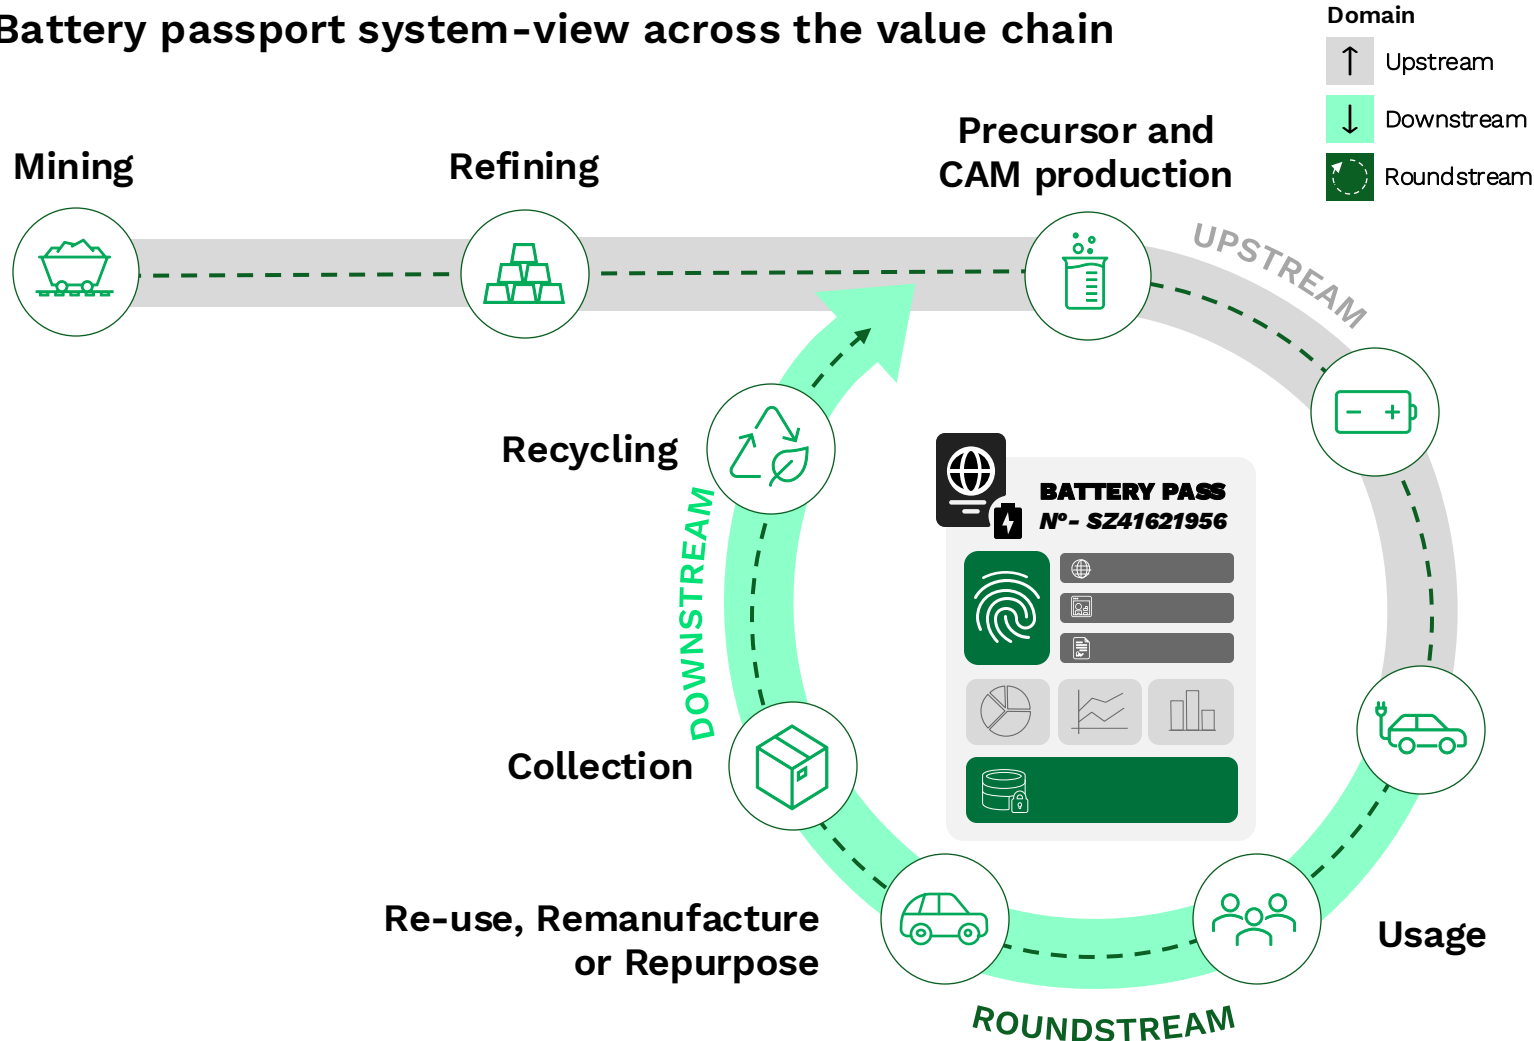 Battery passport system-view across the value chain
Domain
Upstream
Downstream
Roundstream
Mining
Refining
Precursor and
CAM production
UPSTREAM
Recycling
BATTERY PASS
Nº- SZ41621956
DOWNSTREAM
Collection
Re-use, Remanufacture
or Repurpose
Usage
ROUNDSTREAM